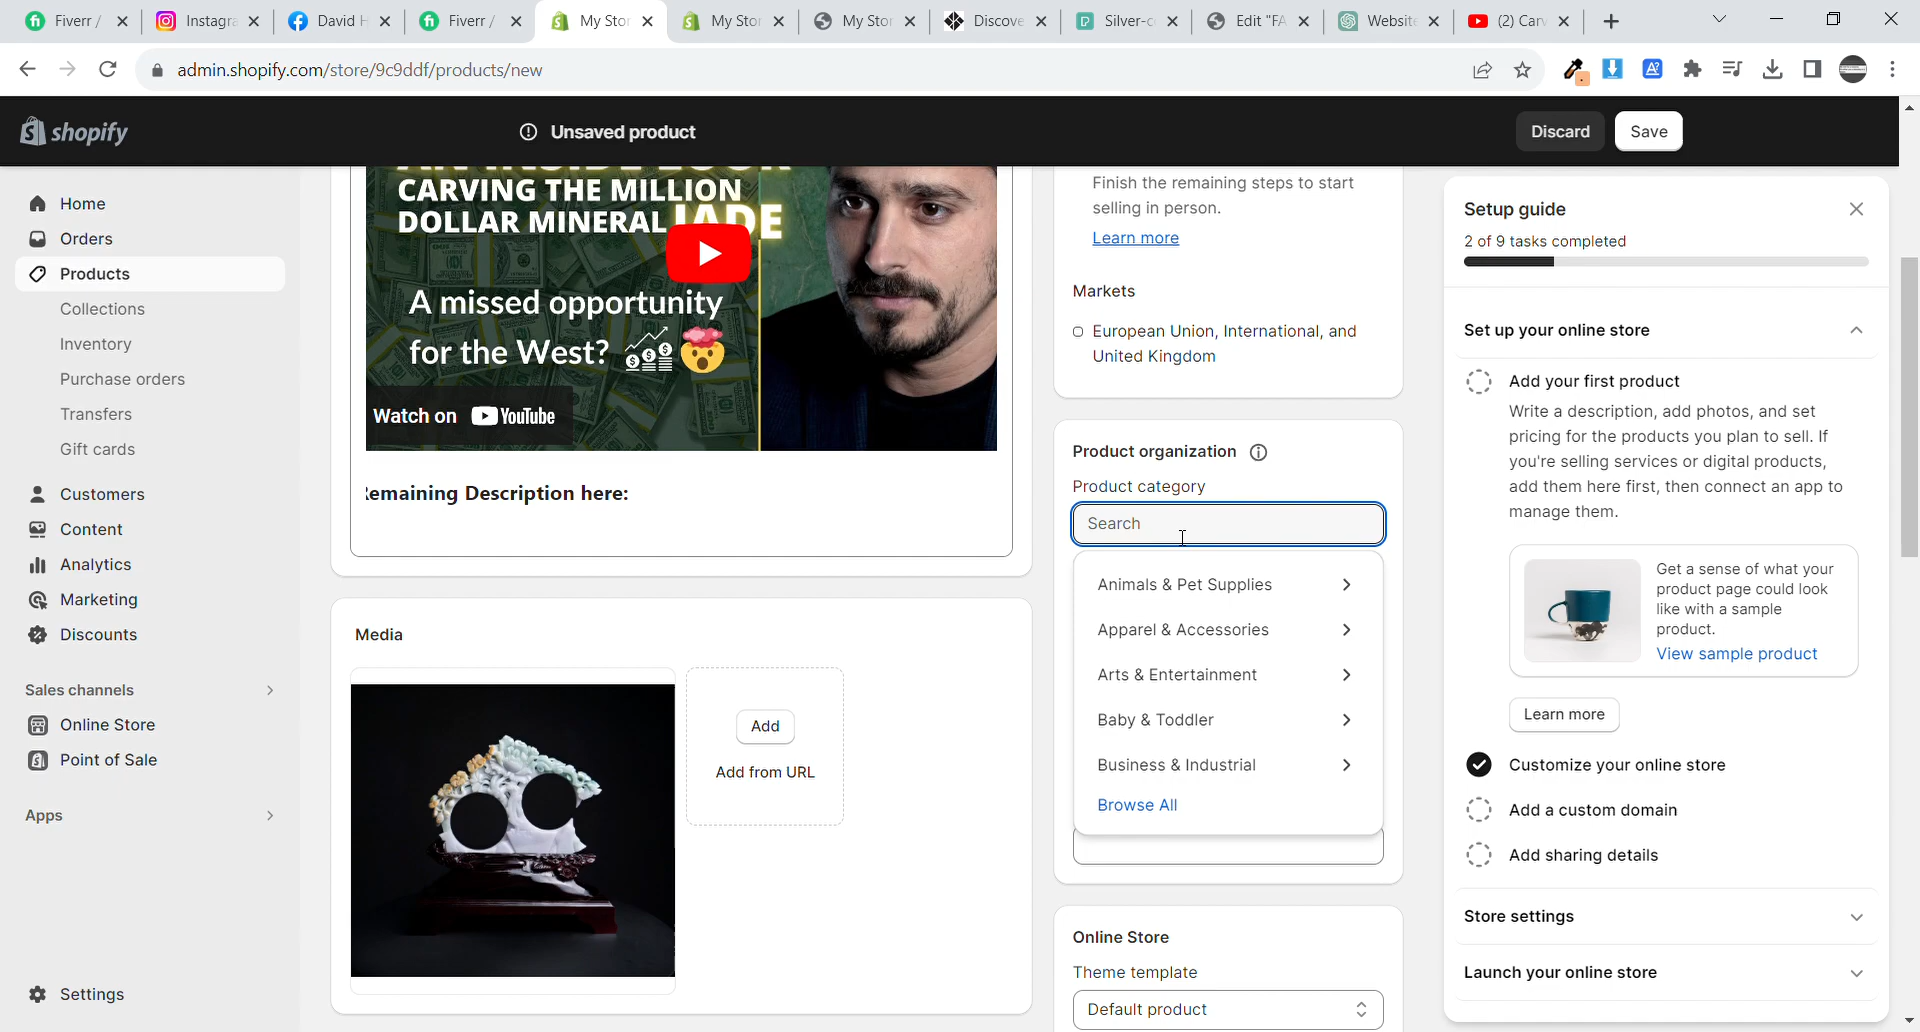 Fiverr /
Instagra
David H
Fiverr /
My Stor
My Stor
My Stor
Discove
Silver-c
Edit "FA
Website
(2) Carv
admin.shopify.com/store/9c9ddf/products/new
shopify
Unsaved product
Discard
Save
Home
Orders
Products
Collections
Inventory
Purchase orders
Transfers
Gift cards
Customers
Content
Analytics
Marketing
Discounts
Sales channels
Online Store
Point of Sale
Apps
Settings
AN INSIDE LOOK
CARVING THE MILLION
DOLLAR MINERAL JADE
A missed opportunity
for the West?
Watch on YouTube
emaining Description here:
Media
Add
Add from URL
Finish the remaining steps to start
selling in person.
Learn more
Markets
European Union, International, and
United Kingdom
Product organization
Product category
Search
Animals & Pet Supplies
Apparel & Accessories
Arts & Entertainment
Baby & Toddler
Business & Industrial
Browse All
Online Store
Theme template
Default product
Setup guide
2 of 9 tasks completed
Set up your online store
Add your first product
Write a description, add photos, and set
pricing for the products you plan to sell. If
you're selling services or digital products,
add them here first, then connect an app to
manage them.
Get a sense of what your
product page could look
like with a sample
product.
View sample product
Learn more
Customize your online store
Add a custom domain
Add sharing details
Store settings
Launch your online store